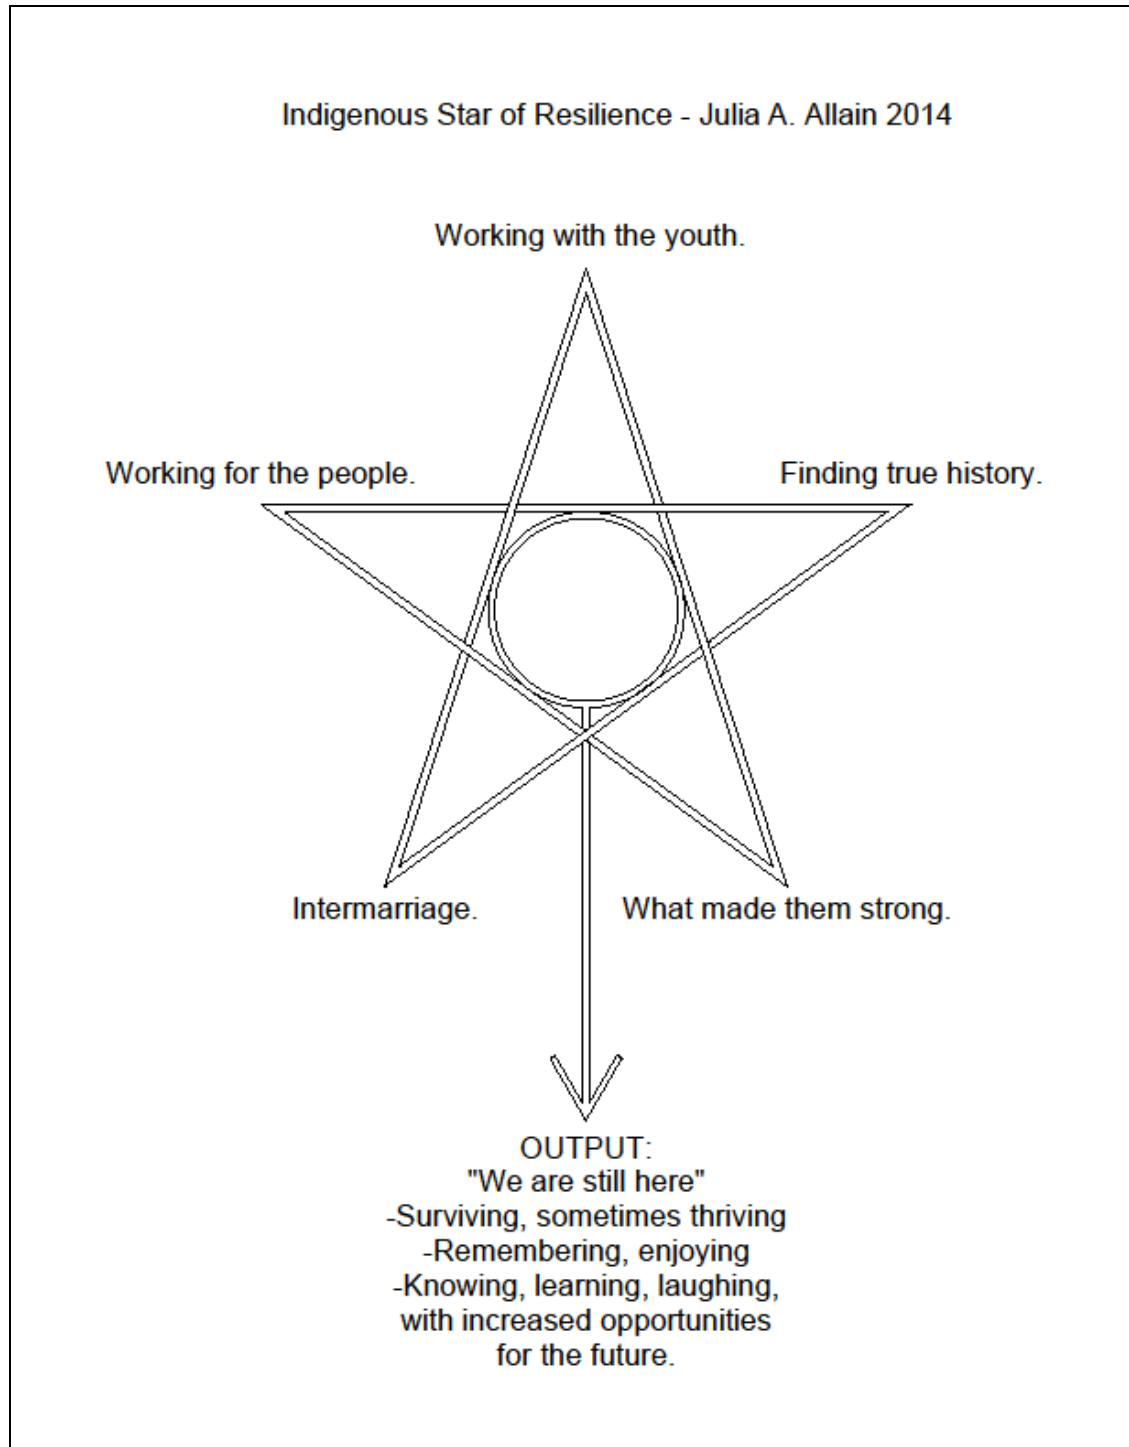 Indigenous Star of Resilience - Julia A. Allain 2014
Working with the youth.
Working for the people.
Finding true history.
Intermarriage.
What made them strong.
OUTPUT:
"We are still here"
-Surviving, sometimes thriving
-Remembering, enjoying
-Knowing, learning, laughing,
with increased opportunities
for the future.